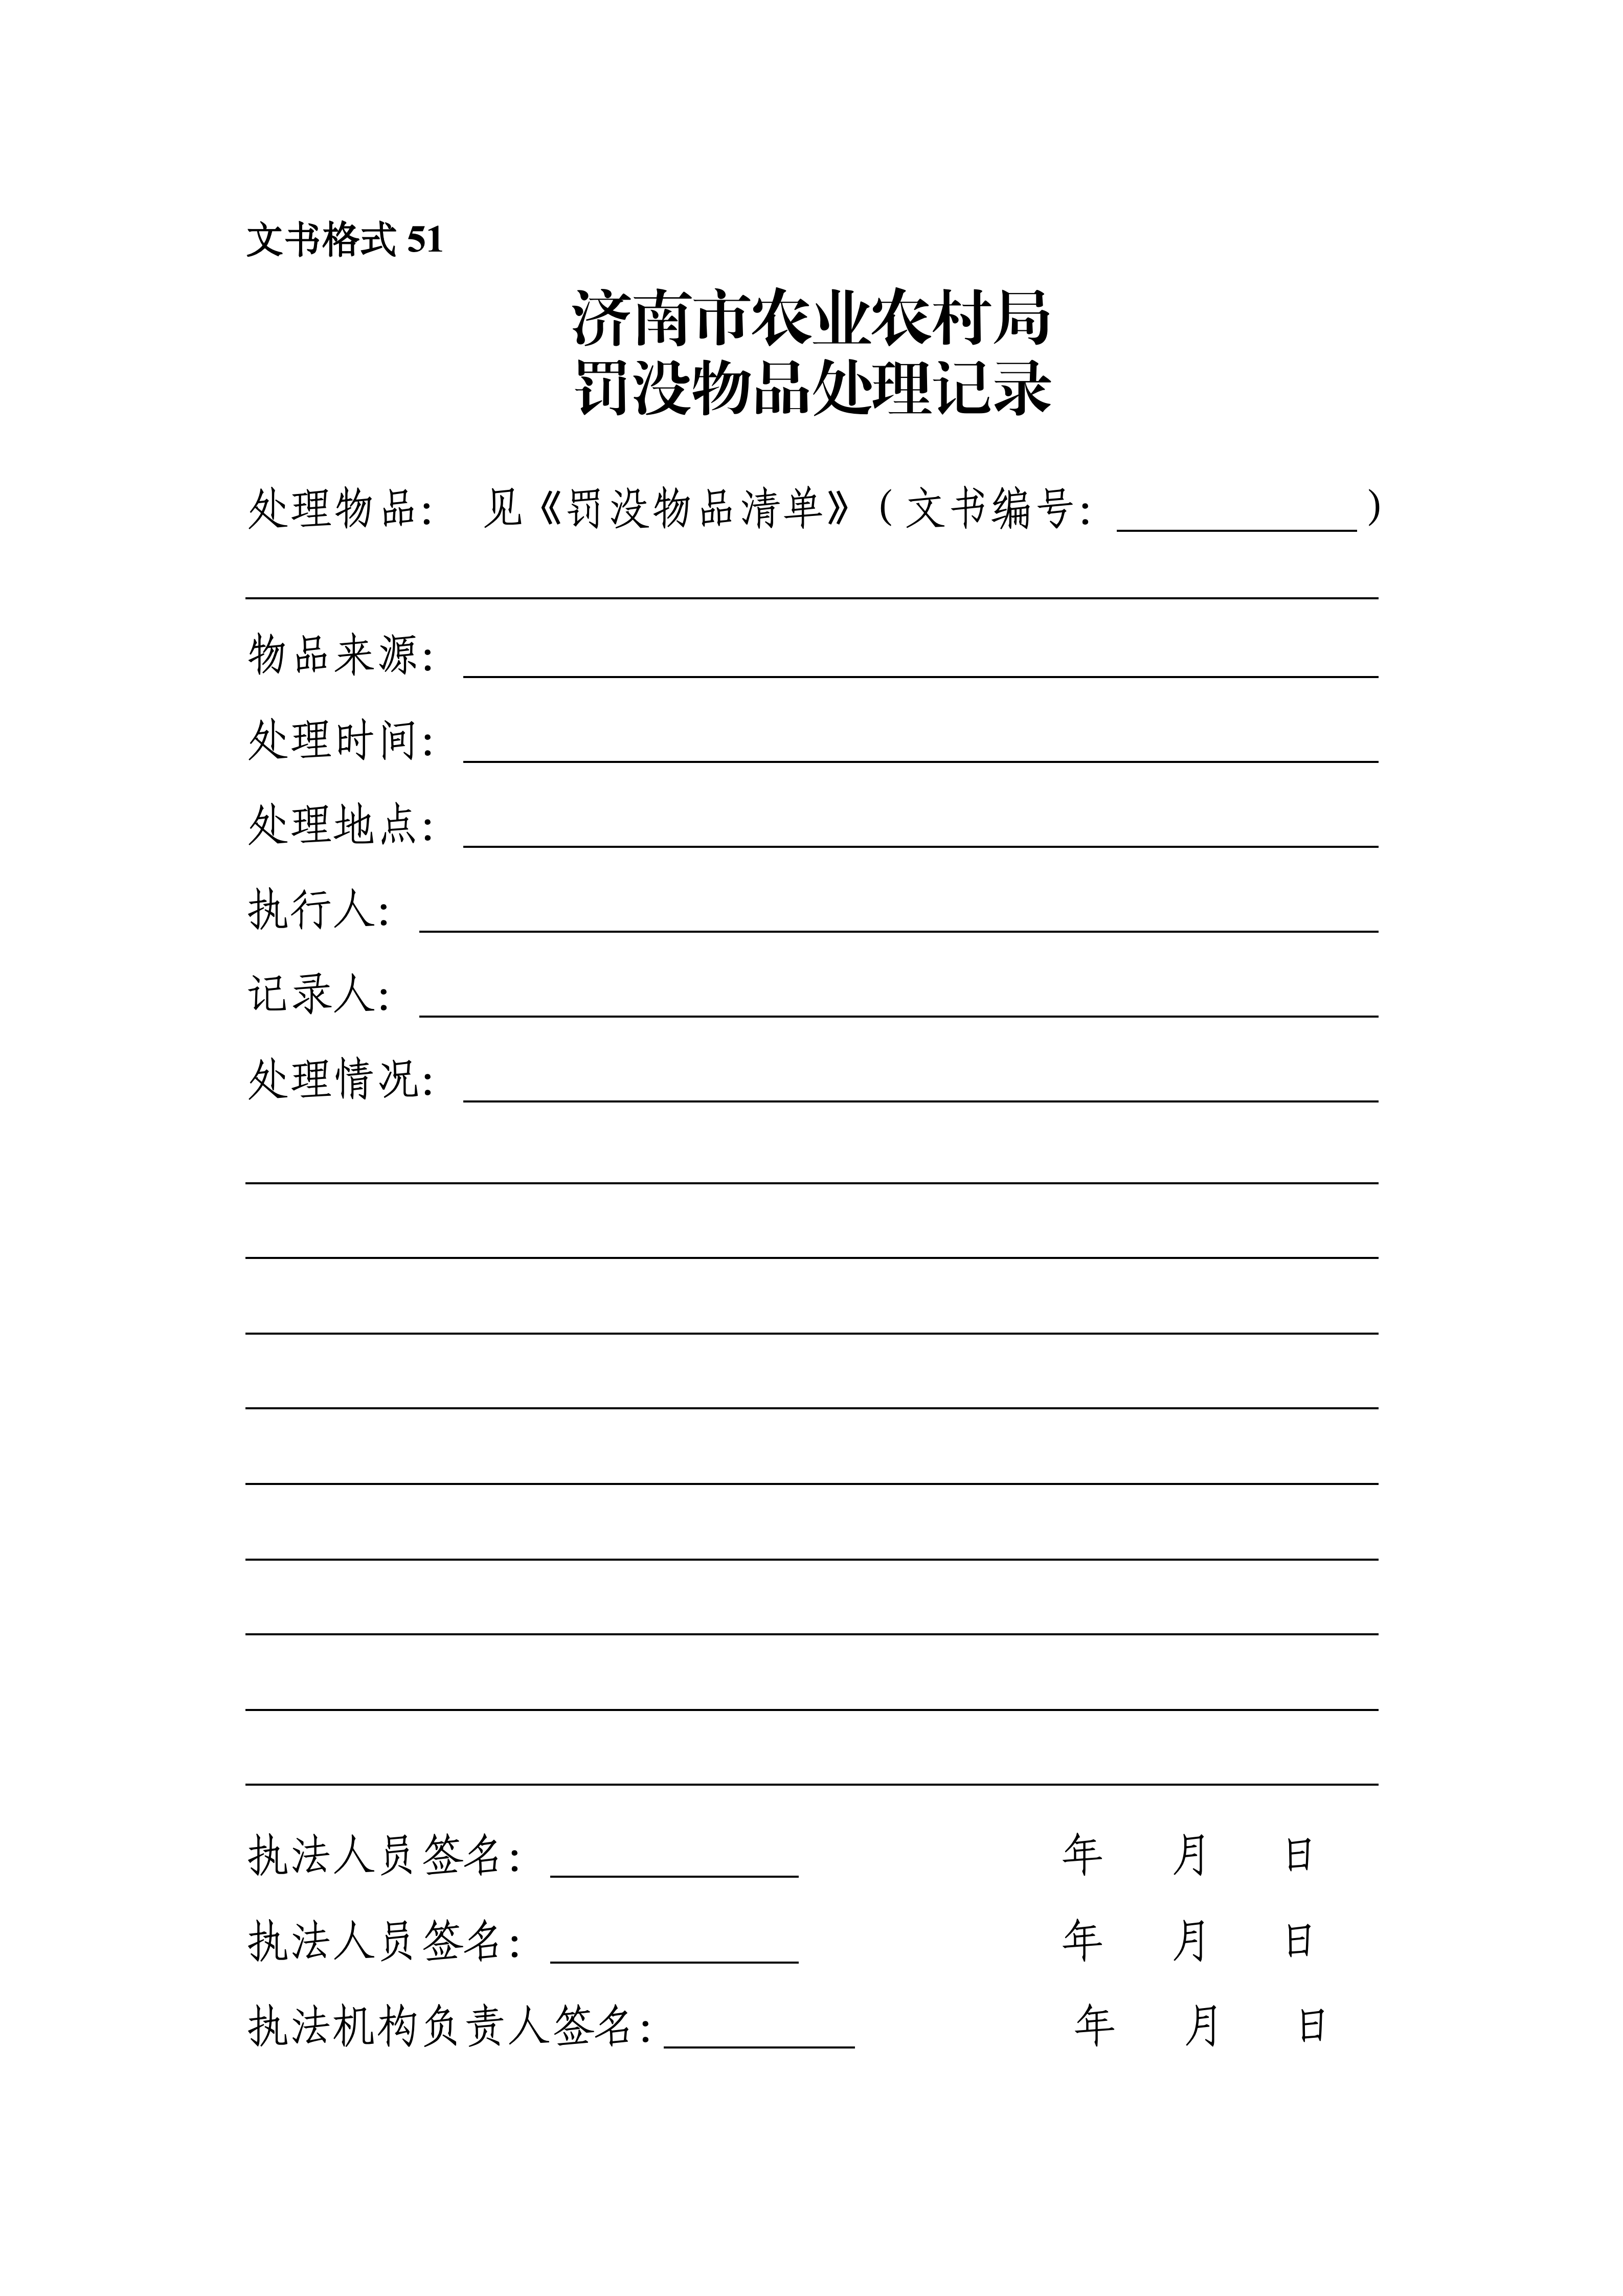 文书格式 51
济南市农业农村局
罚没物品处理记录
处理物品： 见《罚没物品清单》（文书编号：__________）
物品来源：
处理时间：
处理地点：
执行人：
记录人：
处理情况：
执法人员签名：__________ 年 月 日
执法人员签名：__________ 年 月 日
执法机构负责人签名：__________ 年 月 日